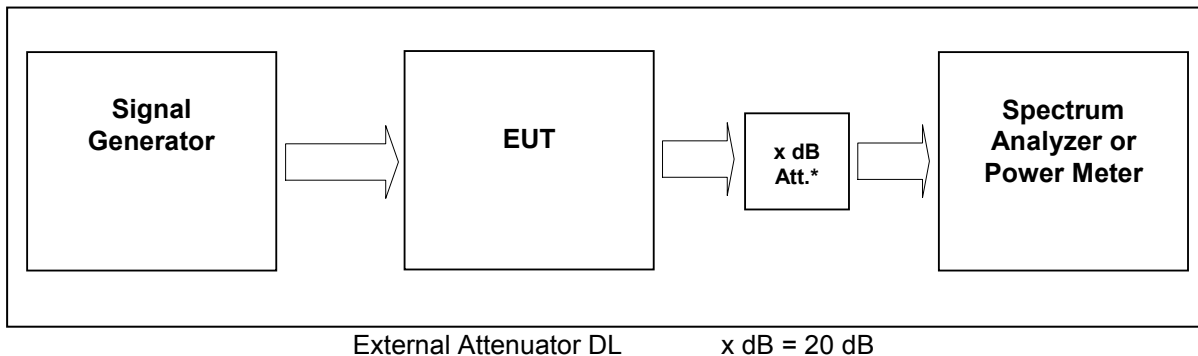 Signal
Generator
EUT
x dB
Att.*
Spectrum
Analyzer or
Power Meter
External Attenuator DL x dB = 20 dB